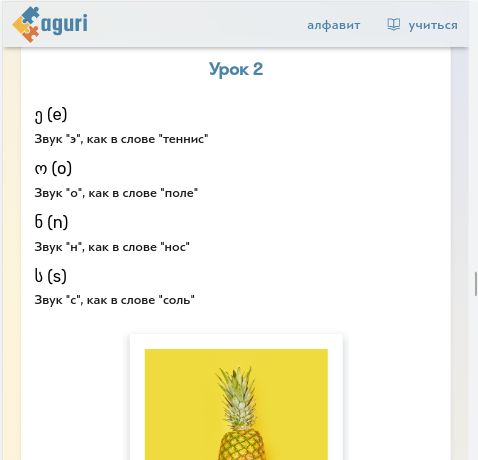 aguri
алфавит
учиться
Урок 2
ე (e)
Звук "э", как в слове "теннис"
ო (o)
Звук "о", как в слове "поле"
ნ (n)
Звук "н", как в слове "нос"
ს (s)
Звук "с", как в слове "соль"